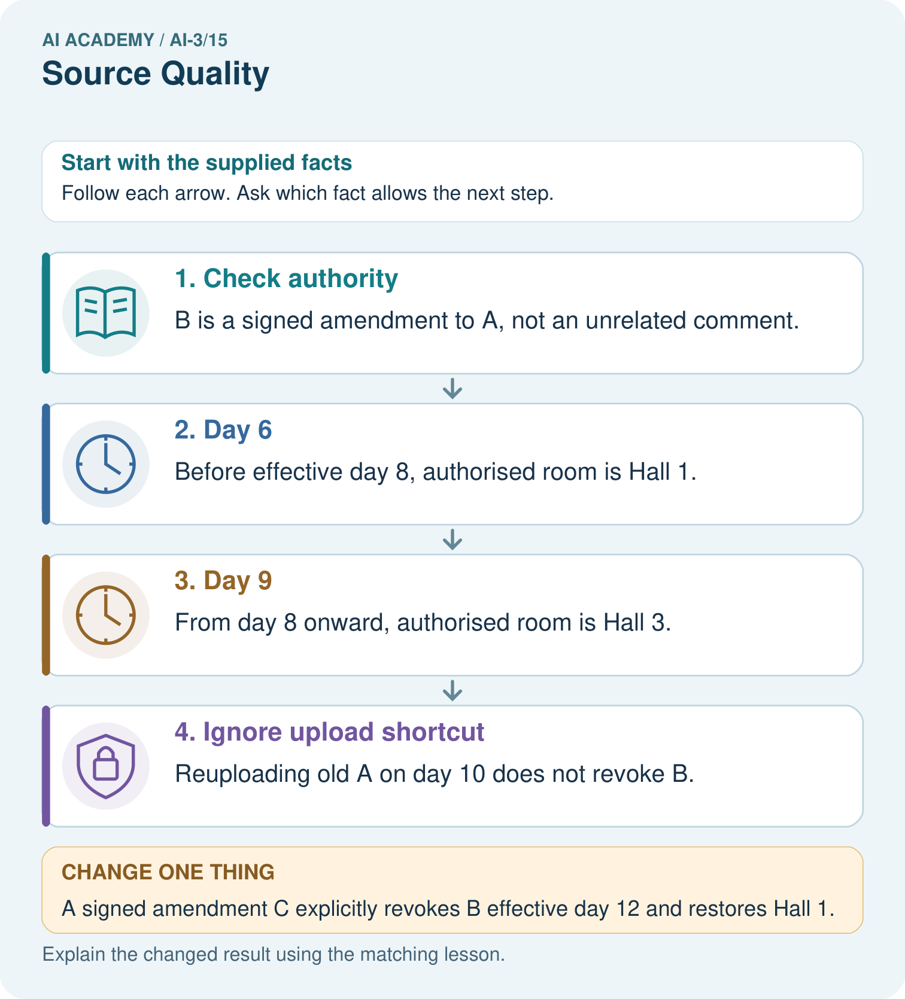 AI ACADEMY / AI-3/15
Source Quality
Start with the supplied facts
Follow each arrow. Ask which fact allows the next step.
1. Check authority
B is a signed amendment to A, not an unrelated comment.
2. Day 6
Before effective day 8, authorised room is Hall 1.
3. Day 9
From day 8 onward, authorised room is Hall 3.
4. Ignore upload shortcut
Reuploading old A on day 10 does not revoke B.
CHANGE ONE THING
A signed amendment C explicitly revokes B effective day 12 and restores Hall 1.
Explain the changed result using the matching lesson.